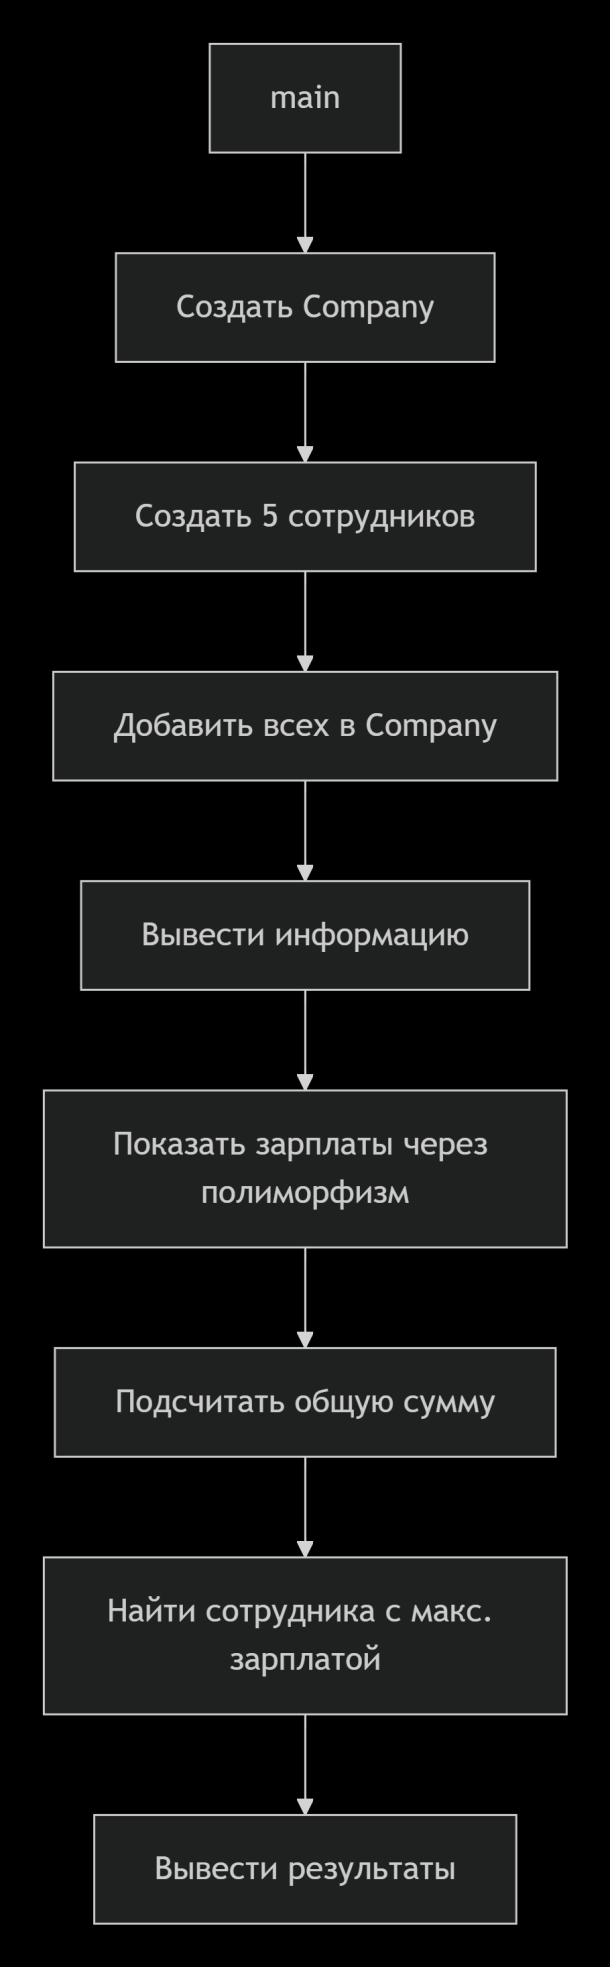 main
Создать Company
Создать 5 сотрудников
Добавить всех в Company
Вывести информацию
Показать зарплаты через
полиморфизм
Подсчитать общую сумму
Найти сотрудника с макс.
зарплатой
Вывести результаты